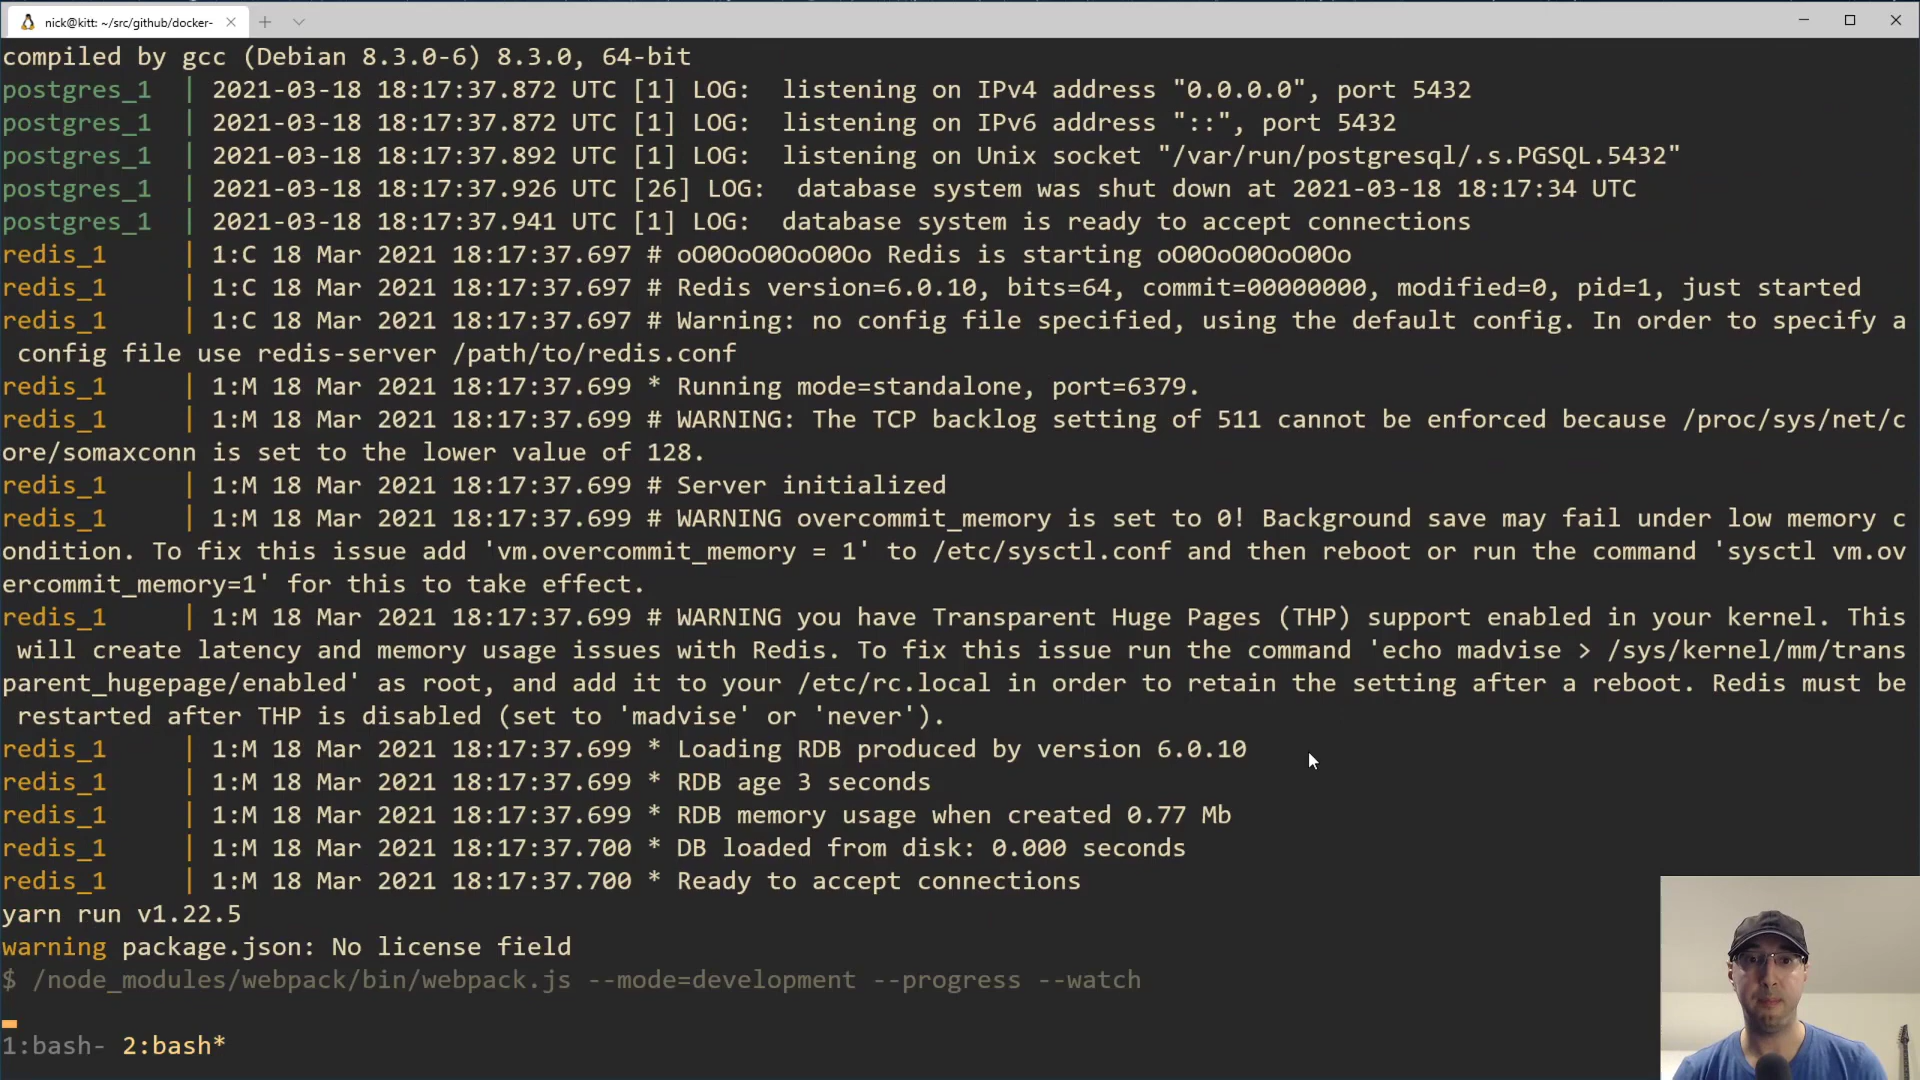 nick@kitt: ~/src/github/docker-
compiled by gcc (Debian 8.3.0-6) 8.3.0, 64-bit
postgres_1 | 2021-03-18 18:17:37.872 UTC [1] LOG: listening on IPv4 address "0.0.0.0", port 5432
postgres_1 | 2021-03-18 18:17:37.872 UTC [1] LOG: listening on IPv6 address "::", port 5432
postgres_1 | 2021-03-18 18:17:37.892 UTC [1] LOG: listening on Unix socket "/var/run/postgresql/.s.PGSQL.5432"
postgres_1 | 2021-03-18 18:17:37.926 UTC [26] LOG: database system was shut down at 2021-03-18 18:17:34 UTC
postgres_1 | 2021-03-18 18:17:37.941 UTC [1] LOG: database system is ready to accept connections
redis_1 | 1:C 18 Mar 2021 18:17:37.697 # oO0OoO0OoO0Oo Redis is starting oO0OoO0OoO0Oo
redis_1 | 1:C 18 Mar 2021 18:17:37.697 # Redis version=6.0.10, bits=64, commit=00000000, modified=0, pid=1, just started
redis_1 | 1:C 18 Mar 2021 18:17:37.697 # Warning: no config file specified, using the default config. In order to specify a
config file use redis-server /path/to/redis.conf
redis_1 | 1:M 18 Mar 2021 18:17:37.699 * Running mode=standalone, port=6379.
redis_1 | 1:M 18 Mar 2021 18:17:37.699 # WARNING: The TCP backlog setting of 511 cannot be enforced because /proc/sys/net/c
ore/somaxconn is set to the lower value of 128.
redis_1 | 1:M 18 Mar 2021 18:17:37.699 # Server initialized
redis_1 | 1:M 18 Mar 2021 18:17:37.699 # WARNING overcommit_memory is set to 0! Background save may fail under low memory c
ondition. To fix this issue add 'vm.overcommit_memory = 1' to /etc/sysctl.conf and then reboot or run the command 'sysctl vm.ov
ercommit_memory=1' for this to take effect.
redis_1 | 1:M 18 Mar 2021 18:17:37.699 # WARNING you have Transparent Huge Pages (THP) support enabled in your kernel. This
will create latency and memory usage issues with Redis. To fix this issue run the command 'echo madvise > /sys/kernel/mm/trans
parent_hugepage/enabled' as root, and add it to your /etc/rc.local in order to retain the setting after a reboot. Redis must be
restarted after THP is disabled (set to 'madvise' or 'never').
redis_1 | 1:M 18 Mar 2021 18:17:37.699 * Loading RDB produced by version 6.0.10
redis_1 | 1:M 18 Mar 2021 18:17:37.699 * RDB age 3 seconds
redis_1 | 1:M 18 Mar 2021 18:17:37.699 * RDB memory usage when created 0.77 Mb
redis_1 | 1:M 18 Mar 2021 18:17:37.700 * DB loaded from disk: 0.000 seconds
redis_1 | 1:M 18 Mar 2021 18:17:37.700 * Ready to accept connections
yarn run v1.22.5
warning package.json: No license field
$ /node_modules/webpack/bin/webpack.js --mode=development --progress --watch
1:bash- 2:bash*